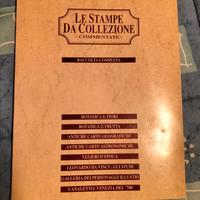 LE STAMPE
DA COLLEZIONE
COMMENTATE
RACCOLTA COMPLETA
BOTANICA 1: FIORI
BOTANICA 2: FRUTTA
ANTICHE CARTE GEOGRAFICHE
ANTICHE CARTE ASTRONOMICHE
VELIERI D'EPOCA
LEONARDO DA VINCI: GLI STUDI
GALLERIA DEI PERSONAGGI ILLUSTRI
CANALETTO: VENEZIA DEL '700